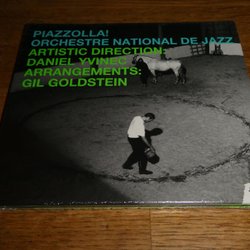 PIAZZOLLA!
ORCHESTRE NATIONAL DE JAZZ
ARTISTIC DIRECTION:
DANIEL YVINEC
ARRANGEMENTS:
GIL GOLDSTEIN